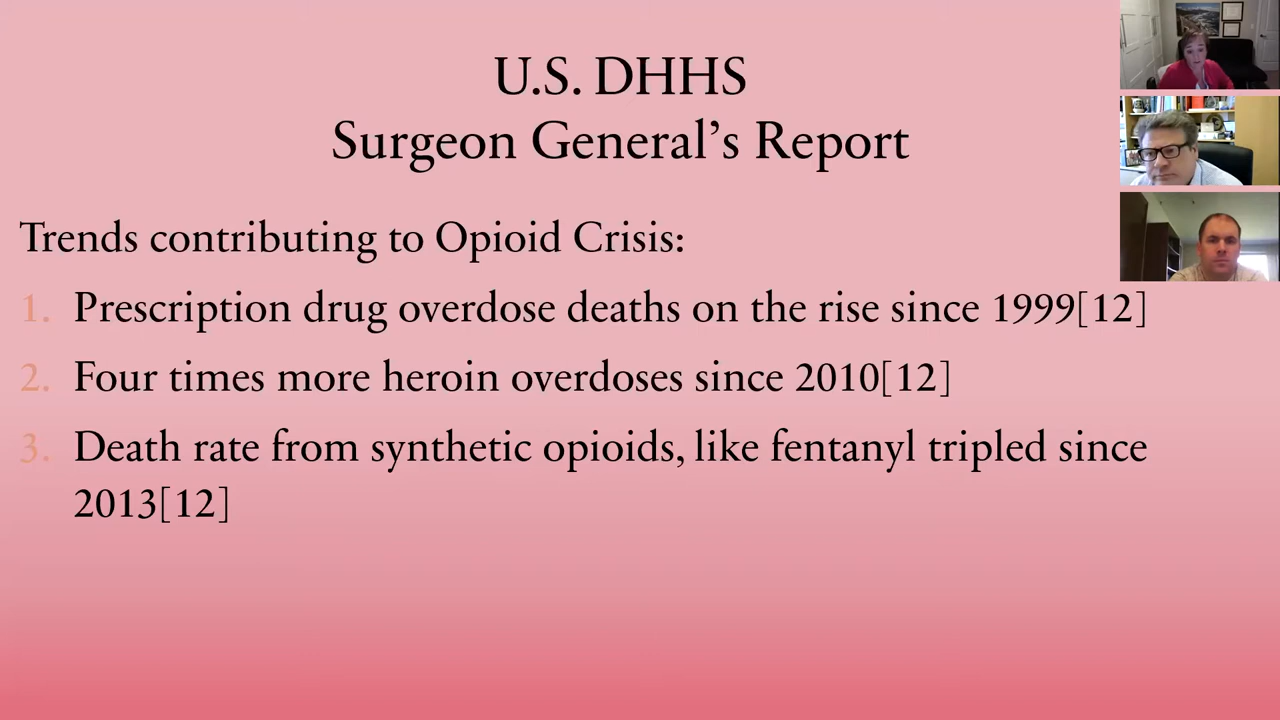 U.S. DHHS
Surgeon General’s Report
Trends contributing to Opioid Crisis:
1. Prescription drug overdose deaths on the rise since 1999[12]
2. Four times more heroin overdoses since 2010[12]
3. Death rate from synthetic opioids, like fentanyl tripled since
2013[12]